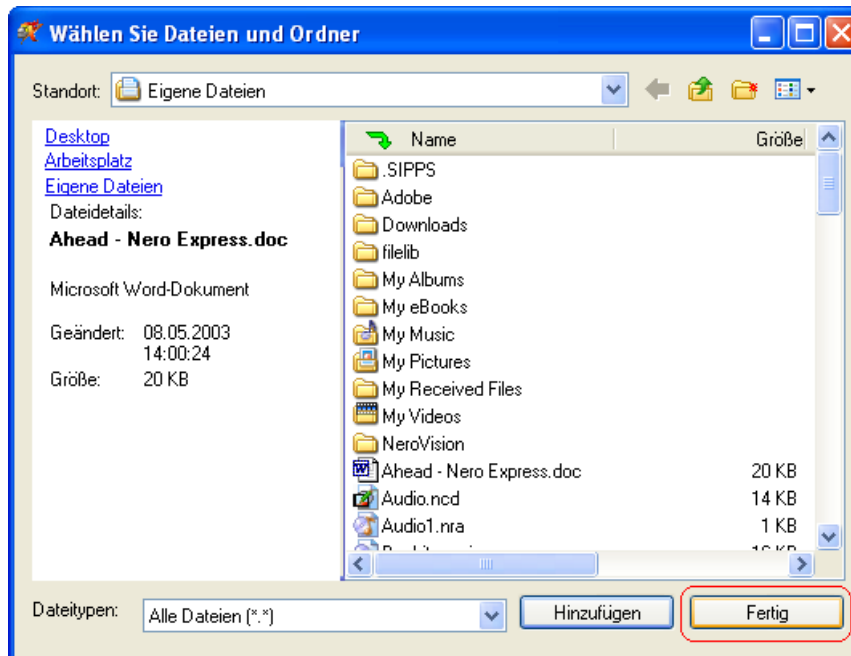 Wählen Sie Dateien und Ordner
Standort: Eigene Dateien
Desktop
Arbeitsplatz
Eigene Dateien
Dateidetails:
Ahead - Nero Express.doc
Microsoft Word-Dokument
Geändert: 08.05.2003
14:00:24
Größe: 20 KB
Name Größe
.SIPPS
Adobe
Downloads
filelib
My Albums
My eBooks
My Music
My Pictures
My Received Files
My Videos
NeroVision
Ahead - Nero Express.doc 20 KB
Audio.ncd 14 KB
Audio1.nra 1 KB
Dateitypen: Alle Dateien (*.*) Hinzufügen Fertig